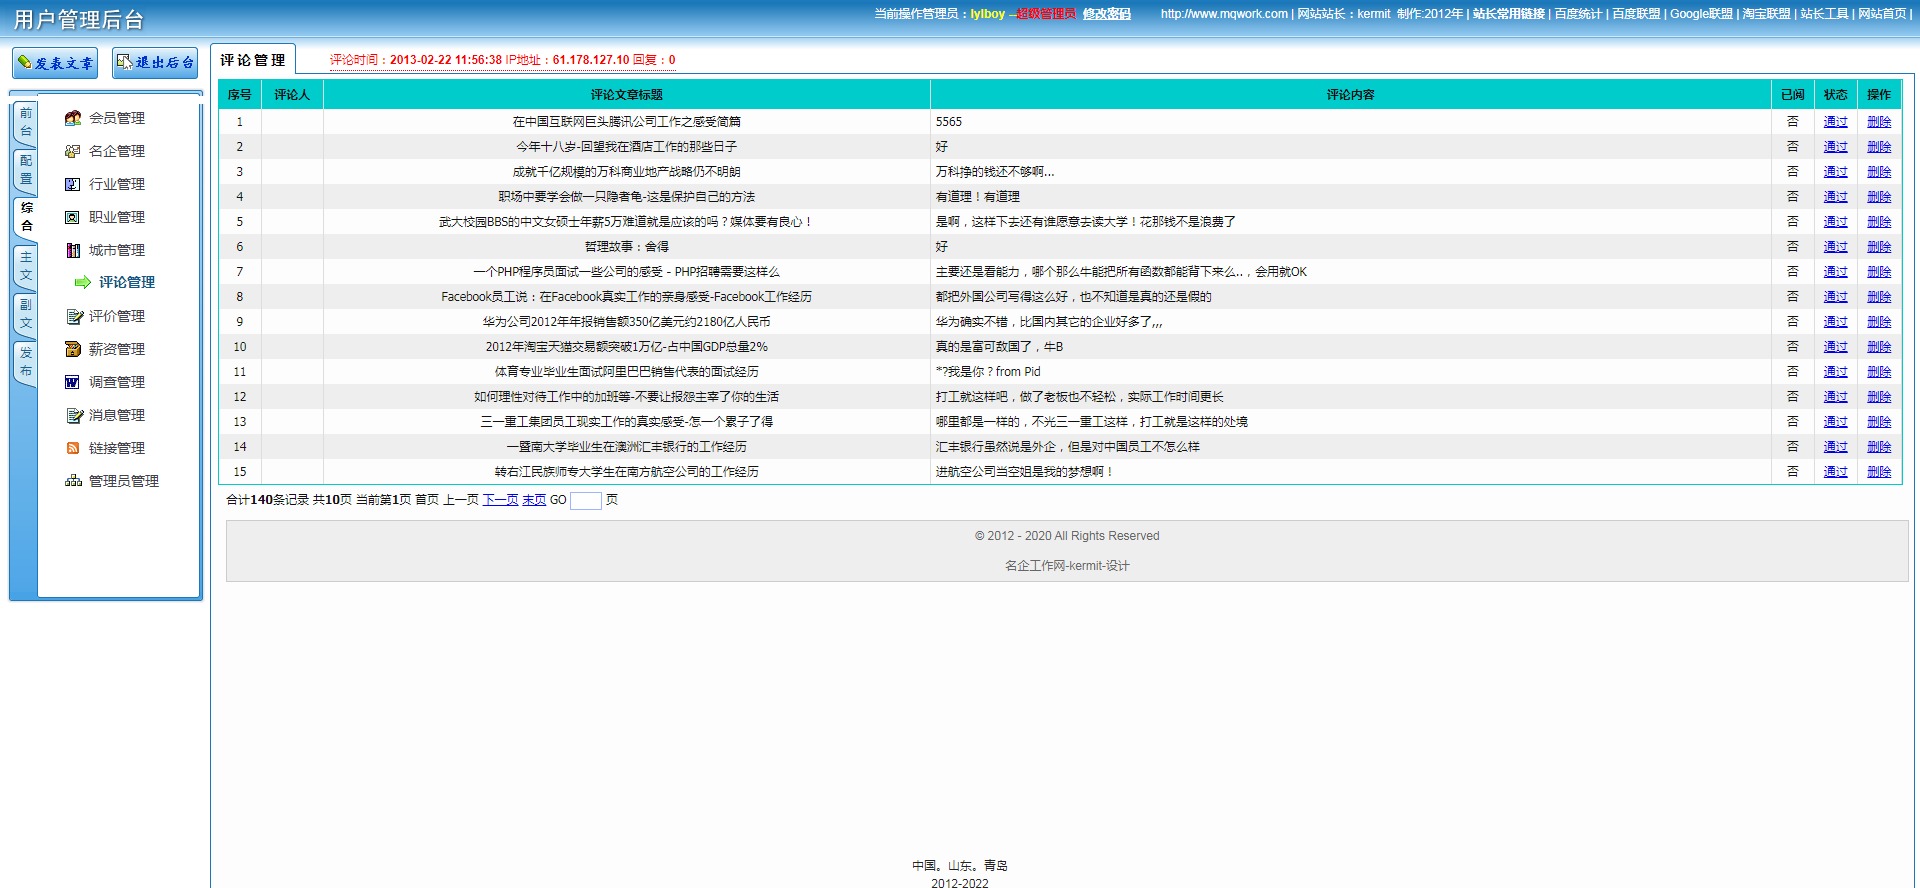 用户管理后台
当前操作管理员：lylboy --超级管理员 修改密码 http://www.mqwork.com | 网站站长：kermit 制作:2012年 | 站长常用链接 | 百度统计 | 百度联盟 | Google联盟 | 淘宝联盟 | 站长工具 | 网站首页 |
发表文章 退出后台
评论管理 评论时间：2013-02-22 11:56:38 IP地址：61.178.127.10 回复：0
前台
配置
综合
主文
副文
发布
会员管理
名企管理
行业管理
职业管理
城市管理
评论管理
评价管理
薪资管理
调查管理
消息管理
链接管理
管理员管理
序号 评论人 评论文章标题 评论内容 已阅 状态 操作
1 在中国互联网巨头腾讯公司工作之感受简篇 5565 否 通过 删除
2 今年十八岁-回望我在酒店工作的那些日子 好 否 通过 删除
3 成就千亿规模的万科商业地产战略仍不明朗 万科挣的钱还不够啊... 否 通过 删除
4 职场中要学会做一只隐者龟-这是保护自己的方法 有道理！有道理 否 通过 删除
5 武大校园BBS的中文女硕士年薪5万难道就是应该的吗？媒体要有良心！ 是啊，这样下去还有谁愿意去读大学！花那钱不是浪费了 否 通过 删除
6 哲理故事：舍得 好 否 通过 删除
7 一个PHP程序员面试一些公司的感受 - PHP招聘需要这样么 主要还是看能力，哪个那么牛能把所有函数都能背下来么..，会用就OK 否 通过 删除
8 Facebook员工说：在Facebook真实工作的亲身感受-Facebook工作经历 都把外国公司写得这么好，也不知道是真的还是假的 否 通过 删除
9 华为公司2012年年报销售额350亿美元约2180亿人民币 华为确实不错，比国内其它的企业好多了,,, 否 通过 删除
10 2012年淘宝天猫交易额突破1万亿-占中国GDP总量2% 真的是富可敌国了，牛B 否 通过 删除
11 体育专业毕业生面试阿里巴巴销售代表的面试经历 *?我是你？from Pid 否 通过 删除
12 如何理性对待工作中的加班等-不要让报怨主宰了你的生活 打工就这样吧，做了老板也不轻松，实际工作时间更长 否 通过 删除
13 三一重工集团员工现实工作的真实感受-怎一个累子了得 哪里都是一样的，不光三一重工这样，打工就是这样的处境 否 通过 删除
14 一暨南大学毕业生在澳洲汇丰银行的工作经历 汇丰银行虽然说是外企，但是对中国员工不怎么样 否 通过 删除
15 转右江民族师专大学生在南方航空公司的工作经历 进航空公司当空姐是我的梦想啊！ 否 通过 删除
合计140条记录 共10页 当前第1页 首页 上一页 下一页 末页 GO 页
© 2012 - 2020 All Rights Reserved
名企工作网-kermit-设计
中国。山东。青岛
2012-2022